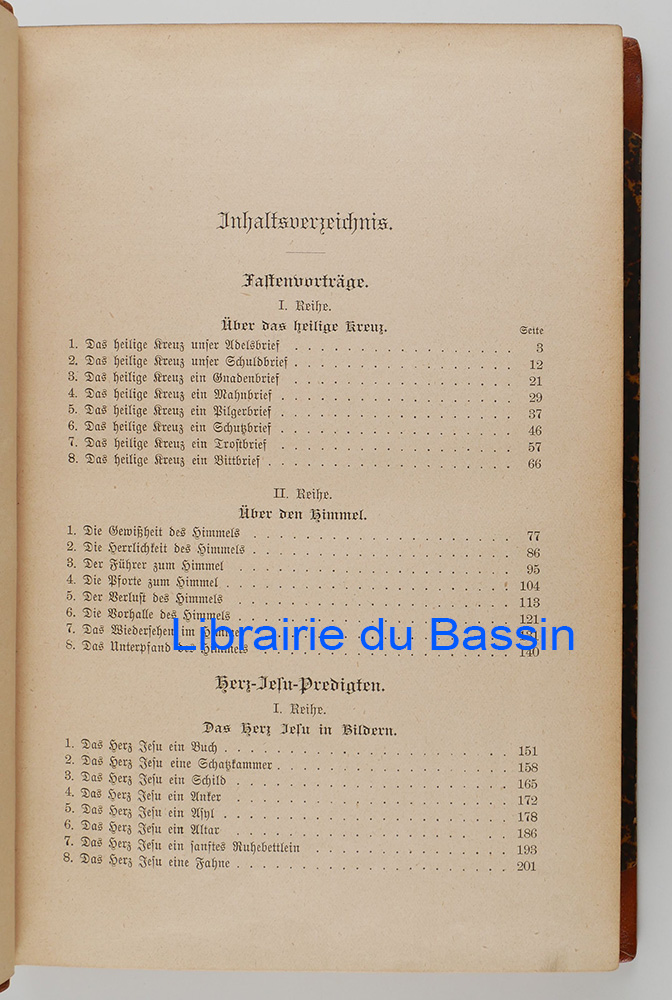 Inhaltsverzeichnis.
Fastenvorträge.
I. Reihe.
Über das heilige Kreuz.
Seite
1. Das heilige Kreuz unser Adelsbrief . . . . . . . . . . . . . . . . 3
2. Das heilige Kreuz unser Schuldbrief . . . . . . . . . . . . . . . . 12
3. Das heilige Kreuz ein Gnadenbrief . . . . . . . . . . . . . . . . 21
4. Das heilige Kreuz ein Mahnbrief . . . . . . . . . . . . . . . . 29
5. Das heilige Kreuz ein Pilgerbrief . . . . . . . . . . . . . . . . 37
6. Das heilige Kreuz ein Schutzbrief . . . . . . . . . . . . . . . . 46
7. Das heilige Kreuz ein Trostbrief . . . . . . . . . . . . . . . . 57
8. Das heilige Kreuz ein Bittbrief . . . . . . . . . . . . . . . . 66
II. Reihe.
Über den Himmel.
1. Die Gewißheit des Himmels . . . . . . . . . . . . . . . . 77
2. Die Herrlichkeit des Himmels . . . . . . . . . . . . . . . . 86
3. Der Führer zum Himmel . . . . . . . . . . . . . . . . 95
4. Die Pforte zum Himmel . . . . . . . . . . . . . . . . 104
5. Der Verlust des Himmels . . . . . . . . . . . . . . . . 113
6. Die Vorhalle des Himmels . . . . . . . . . . . . . . . . 121
7. Das Wiedersehen im
8. Das Unterpfand des Himmels . . . . . . . . . . . . . . . . 140
Librairie du Bassin
Herz-Jesu-Predigten.
I. Reihe.
Das Herz Jesu in Bildern.
1. Das Herz Jesu ein Buch . . . . . . . . . . . . . . . . 151
2. Das Herz Jesu eine Schatzkammer . . . . . . . . . . . . . . . . 158
3. Das Herz Jesu ein Schild . . . . . . . . . . . . . . . . 165
4. Das Herz Jesu ein Anker . . . . . . . . . . . . . . . . 172
5. Das Herz Jesu ein Asyl . . . . . . . . . . . . . . . . 178
6. Das Herz Jesu ein Altar . . . . . . . . . . . . . . . . 186
7. Das Herz Jesu ein sanftes Ruhebettlein . . . . . . . . . . . . . . . . 193
8. Das Herz Jesu eine Fahne . . . . . . . . . . . . . . . . 201